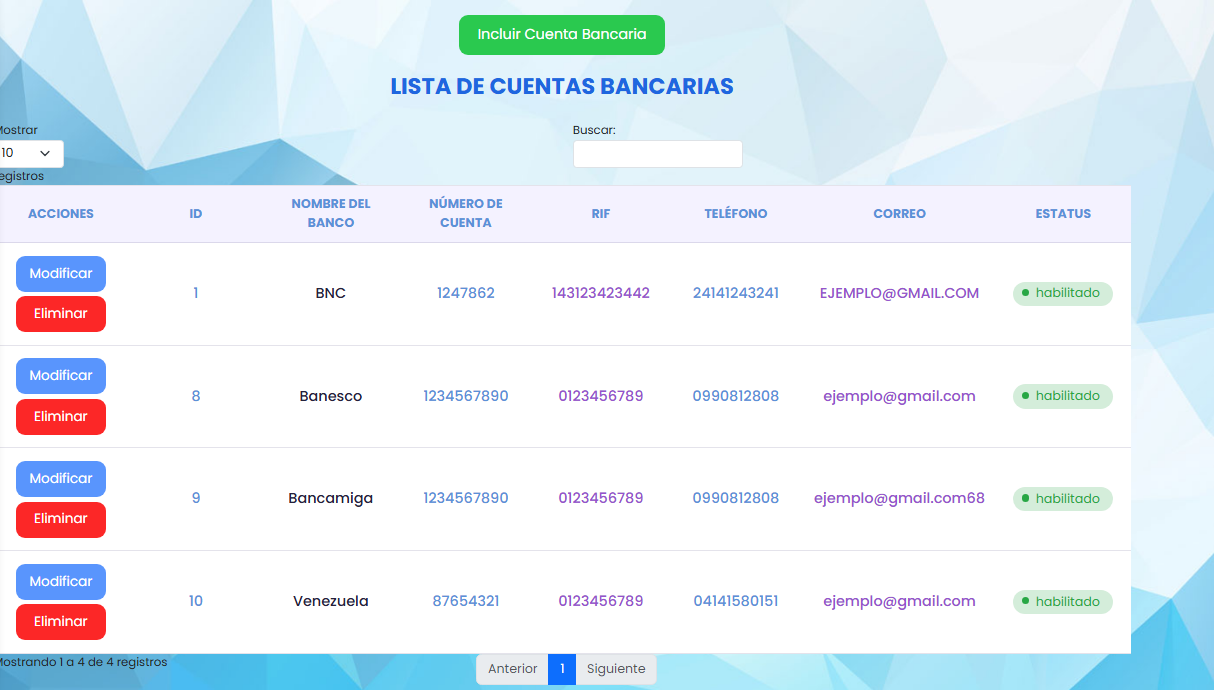 Incluir Cuenta Bancaria
LISTA DE CUENTAS BANCARIAS
Mostrar
Buscar:
10
egistros
ACCIONES ID NOMBRE DEL BANCO NÚMERO DE CUENTA RIF TELÉFONO CORREO ESTATUS
Modificar
Eliminar
1 BNC 1247862 143123423442 24141243241 EJEMPLO@GMAIL.COM habilitado
Modificar
Eliminar
8 Banesco 1234567890 0123456789 0990812808 ejemplo@gmail.com habilitado
Modificar
Eliminar
9 Bancamiga 1234567890 0123456789 0990812808 ejemplo@gmail.com68 habilitado
Modificar
Eliminar
10 Venezuela 87654321 0123456789 04141580151 ejemplo@gmail.com habilitado
Mostrando 1 a 4 de 4 registros
Anterior 1 Siguiente